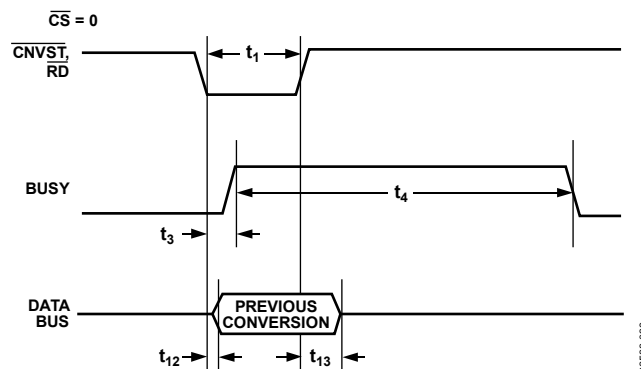 CS = 0
CNVST,
RD
t1
BUSY
t4
t3
DATA
BUS
PREVIOUS
CONVERSION
t12
t13